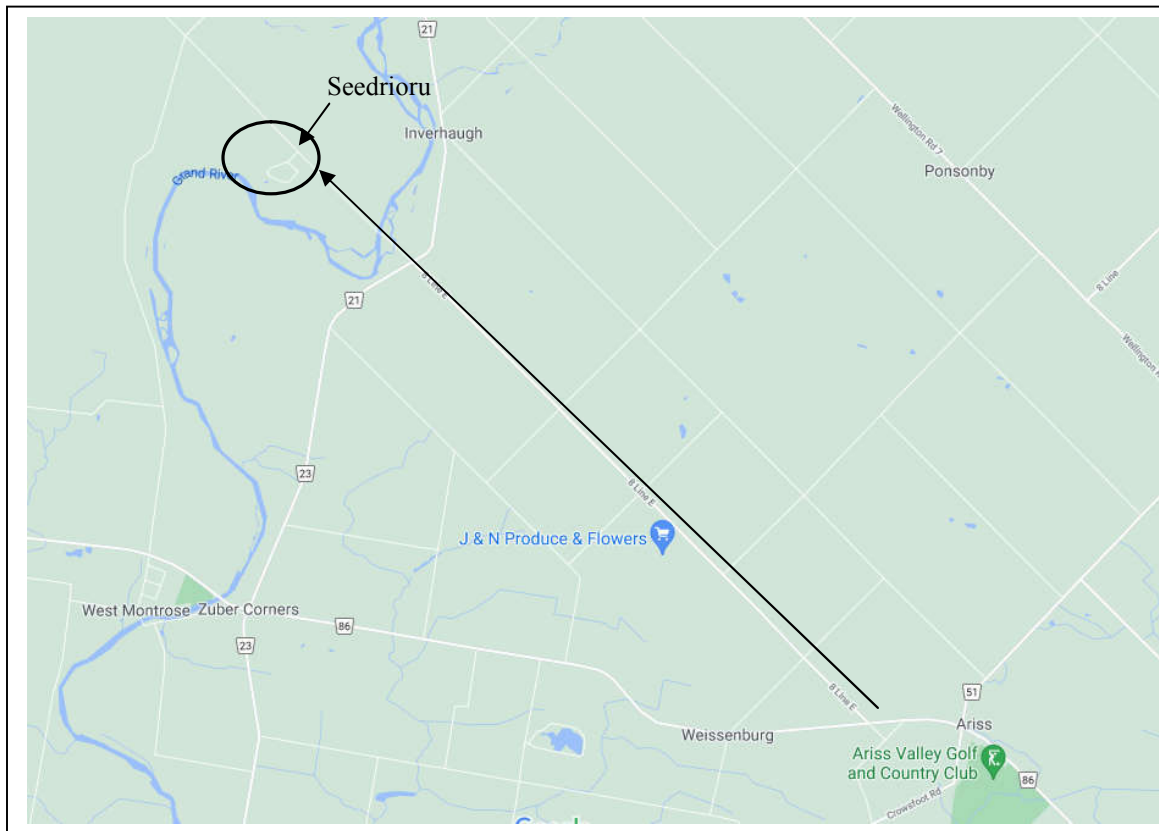 21
Seedrioru
Inverhaugh
Wellington Rd 7
Ponsonby
Grand River
8 Line E
21
8 Line
Wellington R
23
8 Line E
J & N Produce & Flowers
West Montrose
Zuber Corners
86
23
8 Line E
51
Ariss
Weissenburg
Ariss Valley Golf
and Country Club
86
Crowsfoot Rd